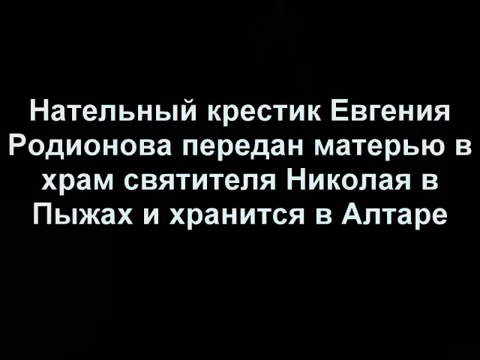 Нательный крестик Евгения
Родионова передан матерью в
храм святителя Николая в
Пыжах и хранится в Алтаре